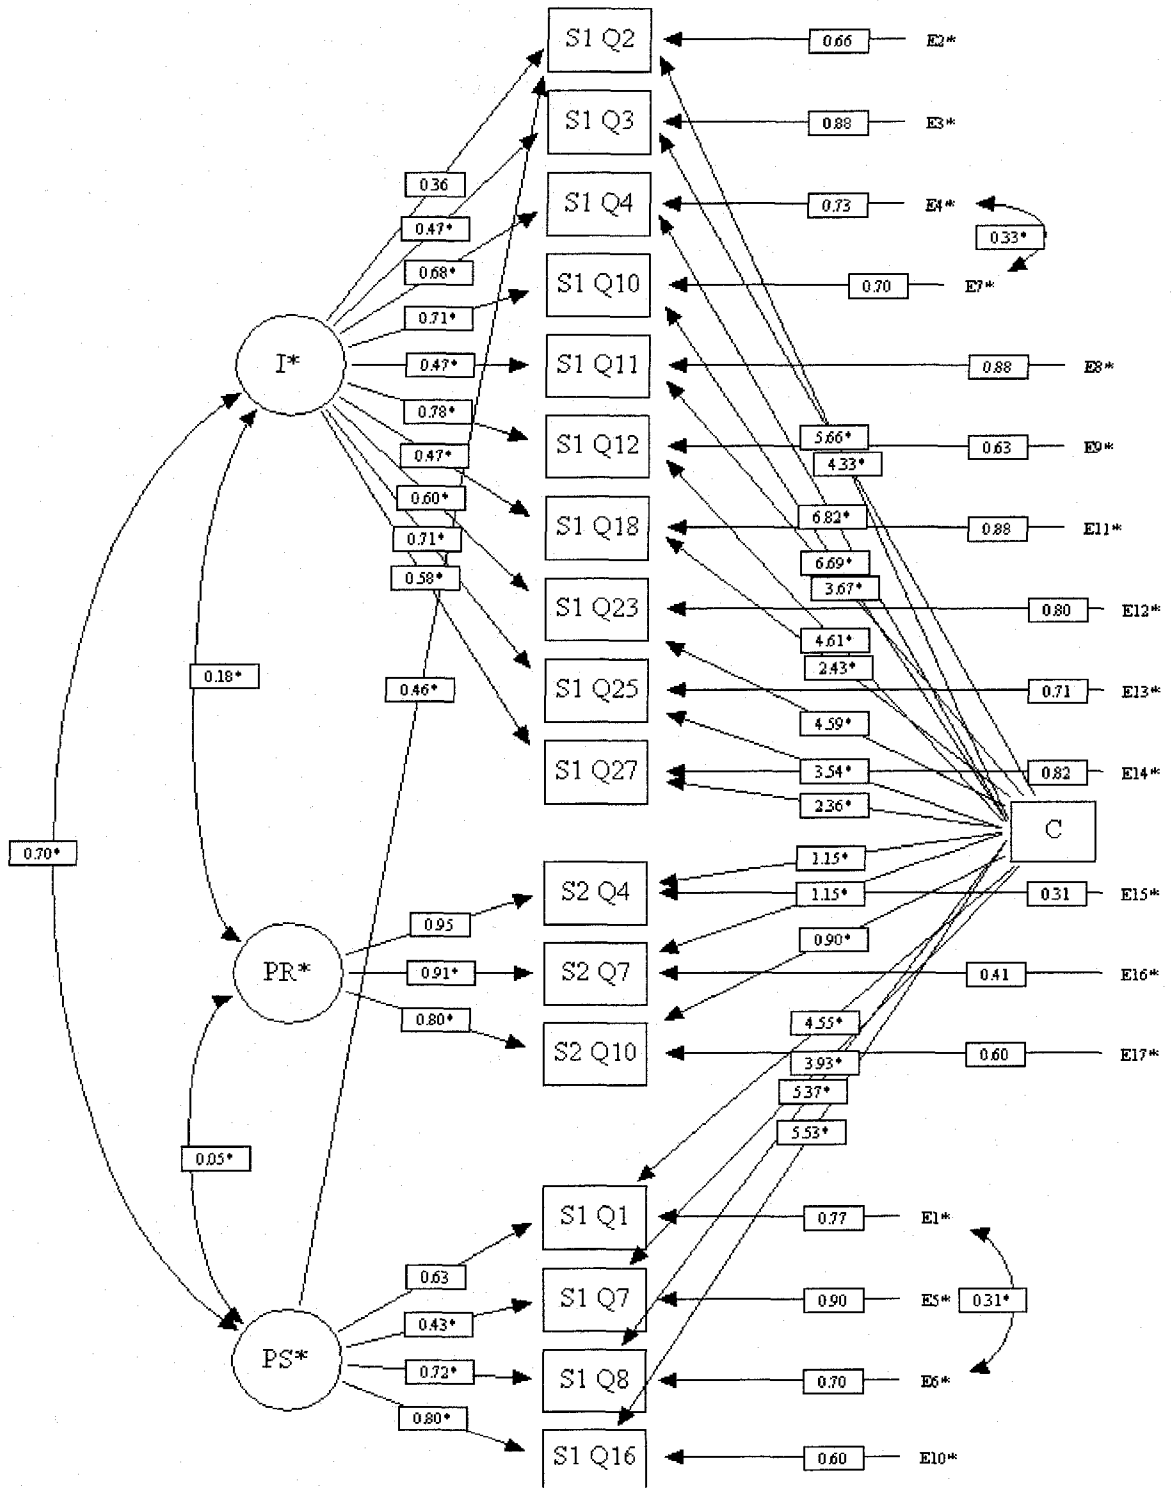 S1 Q2 0.66 E2*
S1 Q3 0.88 E3*
0.36
S1 Q4 0.73 E4*
0.47*
0.33*
0.68*
S1 Q10 0.70 E7*
0.71*
I*
0.47* S1 Q11 0.88 E8*
0.78*
5.66*
S1 Q12 0.63 E9*
0.47*
4.33*
0.60*
6.82*
S1 Q18 0.88 E11*
0.71*
6.69*
0.58*
3.67*
S1 Q23 0.80 E12*
4.61*
2.43*
0.18*
0.46*
S1 Q25 0.71 E13*
4.59*
S1 Q27 3.54* 0.82 E14*
2.36*
C
0.70*
1.15*
S2 Q4 1.15* 0.31 E15*
0.95
0.90*
PR* 0.91* S2 Q7 0.41 E16*
0.80*
4.55*
S2 Q10 0.60 E17*
3.93*
5.37*
5.53*
0.05*
S1 Q1 0.77 E1*
0.63
S1 Q7 0.90 E5* 0.31*
0.43*
PS*
0.72* S1 Q8 0.70 E6*
0.80*
S1 Q16 0.60 E10*